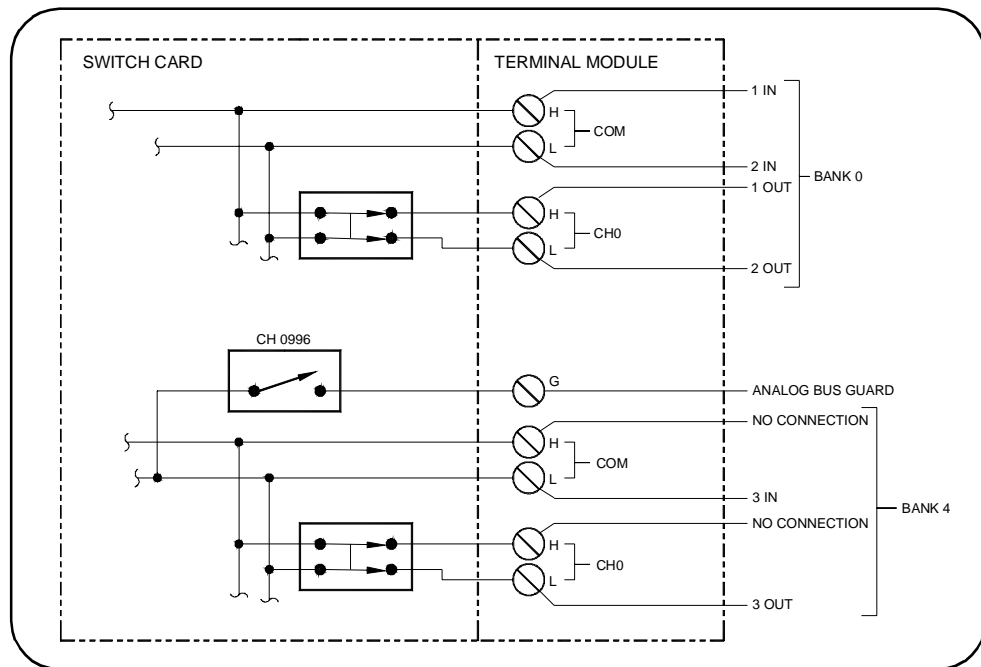 SWITCH CARD
TERMINAL MODULE
1 IN
H
COM
L
2 IN
1 OUT
BANK 0
H
CH0
L
2 OUT
CH 0996
G
ANALOG BUS GUARD
NO CONNECTION
H
COM
L
3 IN
BANK 4
NO CONNECTION
H
CH0
L
3 OUT